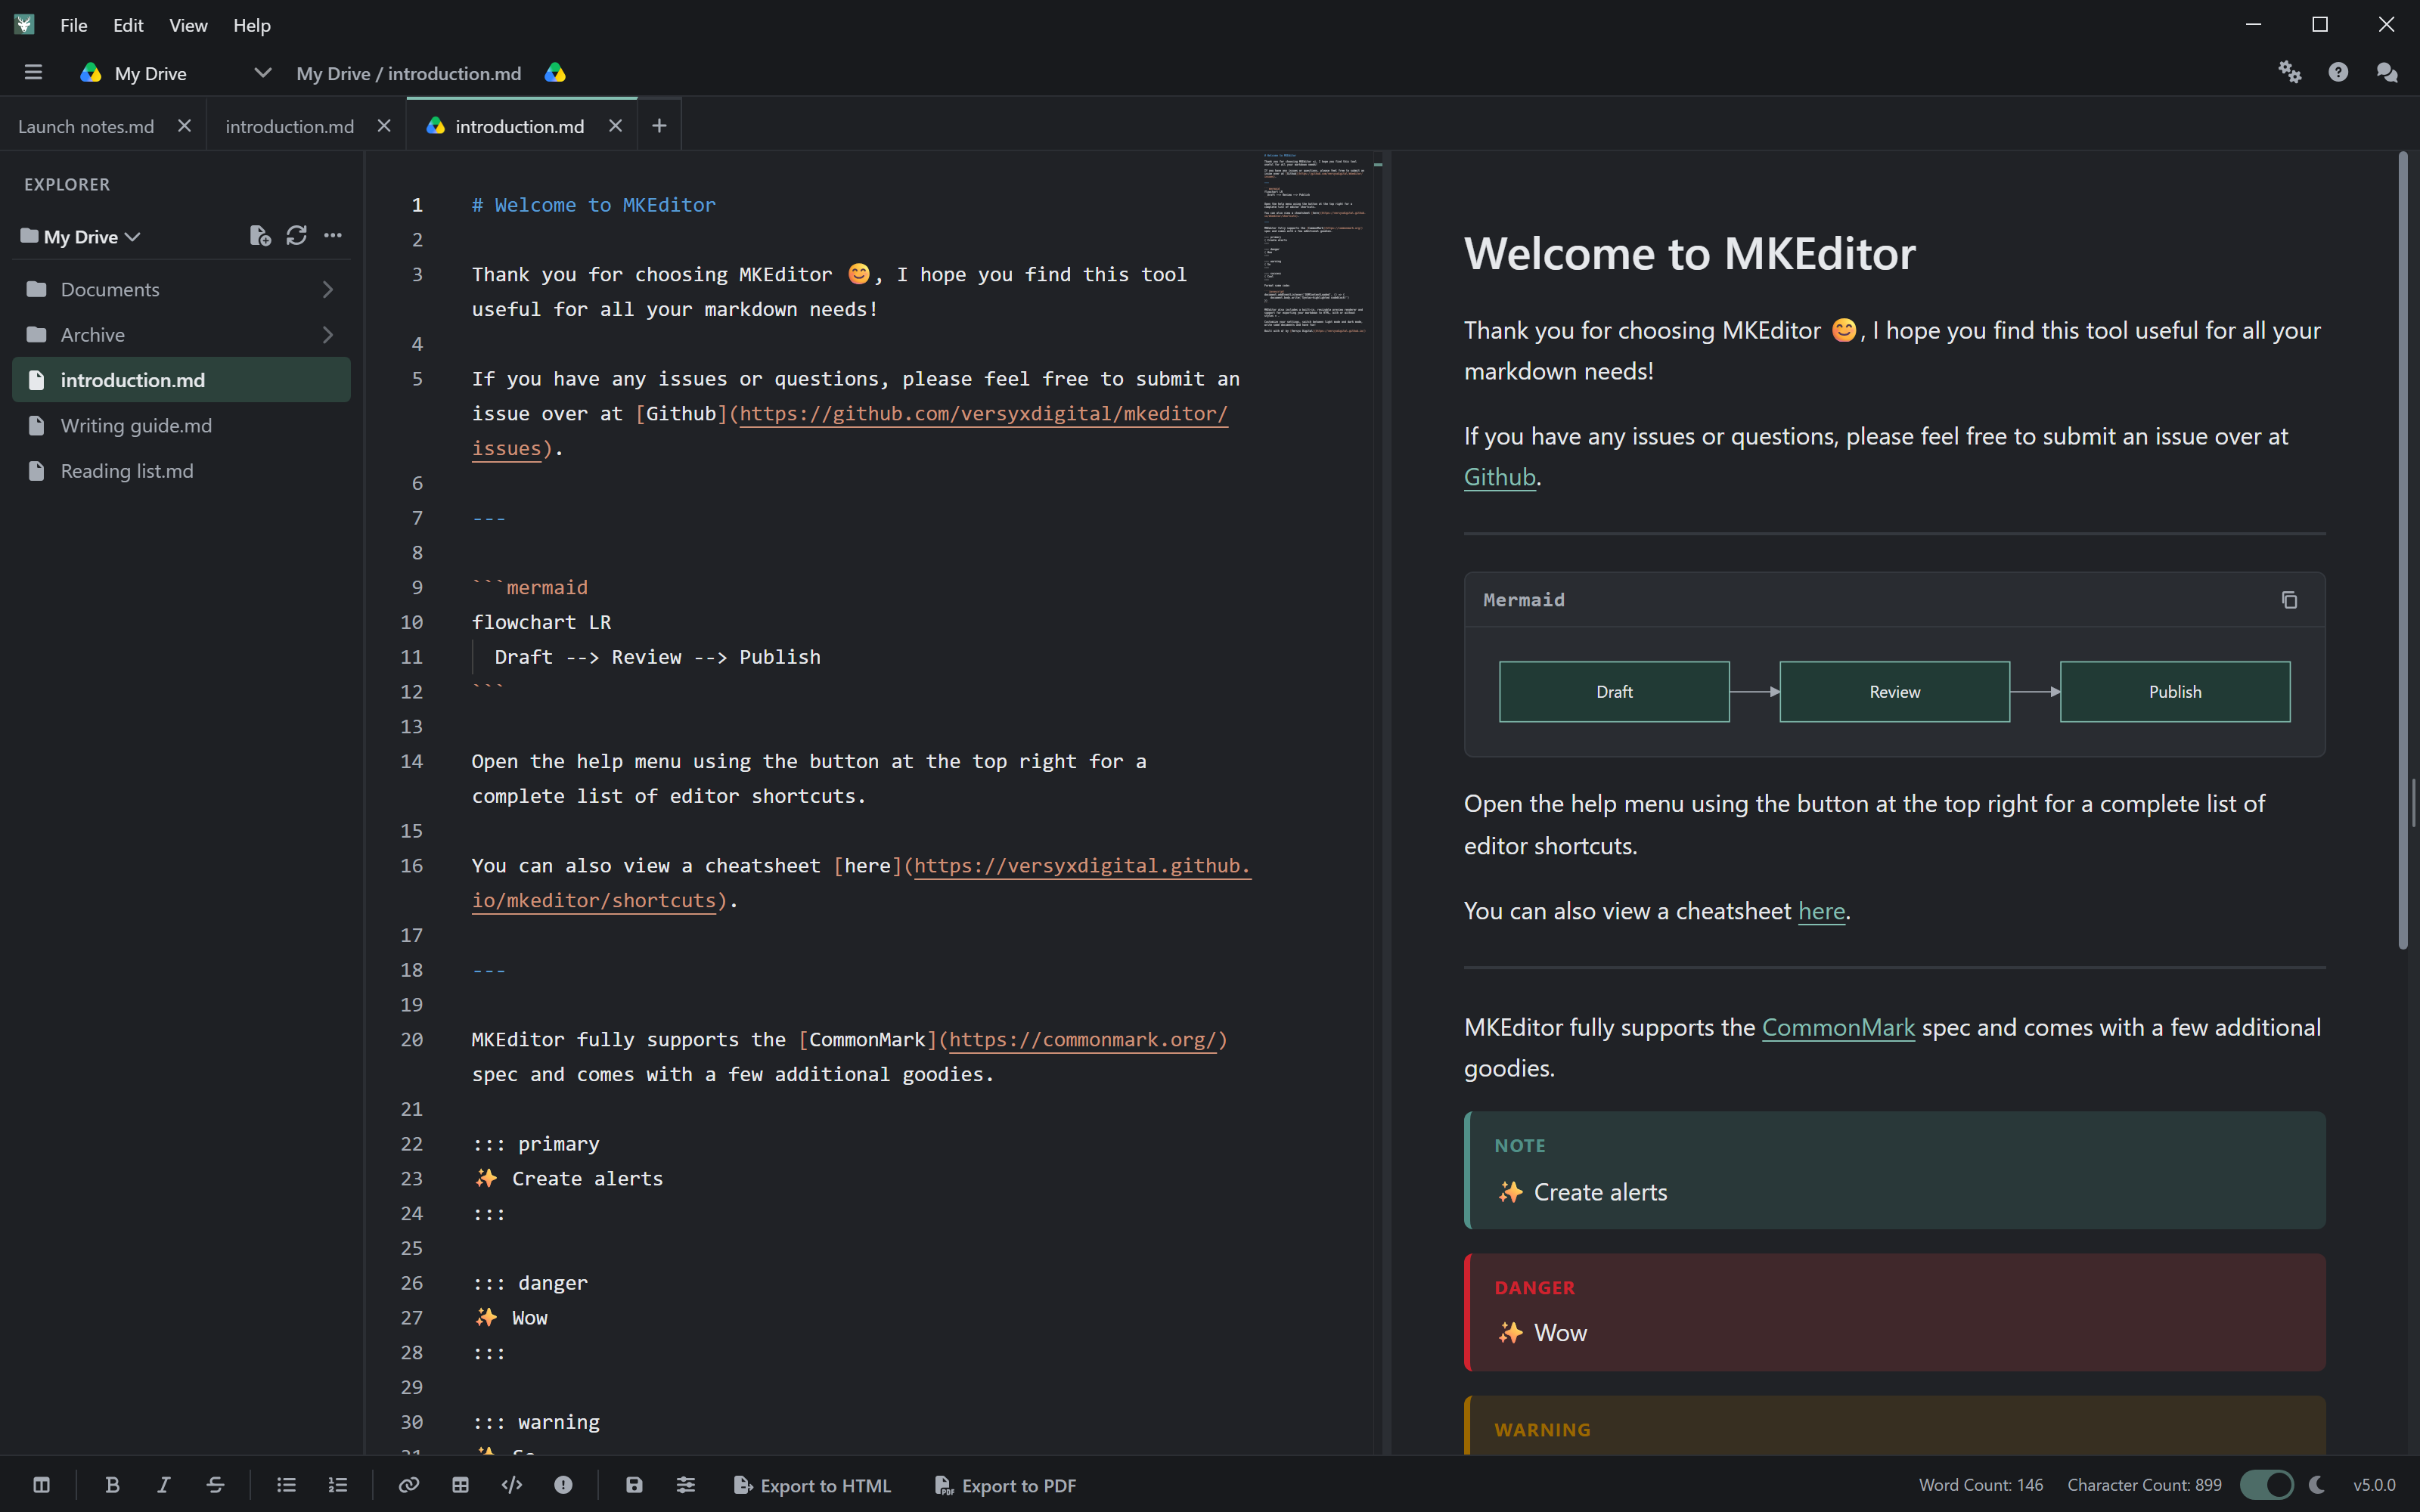 File Edit View Help
My Drive My Drive / introduction.md
Launch notes.md introduction.md introduction.md
EXPLORER
My Drive
Documents
Archive
introduction.md
Writing guide.md
Reading list.md
1 # Welcome to MKEditor
2
3 Thank you for choosing MKEditor 😊, I hope you find this tool
useful for all your markdown needs!
4
5 If you have any issues or questions, please feel free to submit an
issue over at [Github](https://github.com/versyxdigital/mkeditor/
issues).
6
7 ---
8
9 ```mermaid
10 flowchart LR
11 Draft --> Review --> Publish
12 ```
13
14 Open the help menu using the button at the top right for a
complete list of editor shortcuts.
15
16 You can also view a cheatsheet [here](https://versyxdigital.github.
io/mkeditor/shortcuts).
17
18 ---
19
20 MKEditor fully supports the [CommonMark](https://commonmark.org/)
spec and comes with a few additional goodies.
21
22 ::: primary
23 ✨ Create alerts
24 :::
25
26 ::: danger
27 ✨ Wow
28 :::
29
30 ::: warning
Welcome to MKEditor
Thank you for choosing MKEditor 😊, I hope you find this tool useful for all your
markdown needs!
If you have any issues or questions, please feel free to submit an issue over at
Github.
Mermaid
Draft Review Publish
Open the help menu using the button at the top right for a complete list of
editor shortcuts.
You can also view a cheatsheet here.
MKEditor fully supports the CommonMark spec and comes with a few additional
goodies.
NOTE
✨ Create alerts
DANGER
✨ Wow
WARNING
Export to HTML Export to PDF Word Count: 146 Character Count: 899 v5.0.0